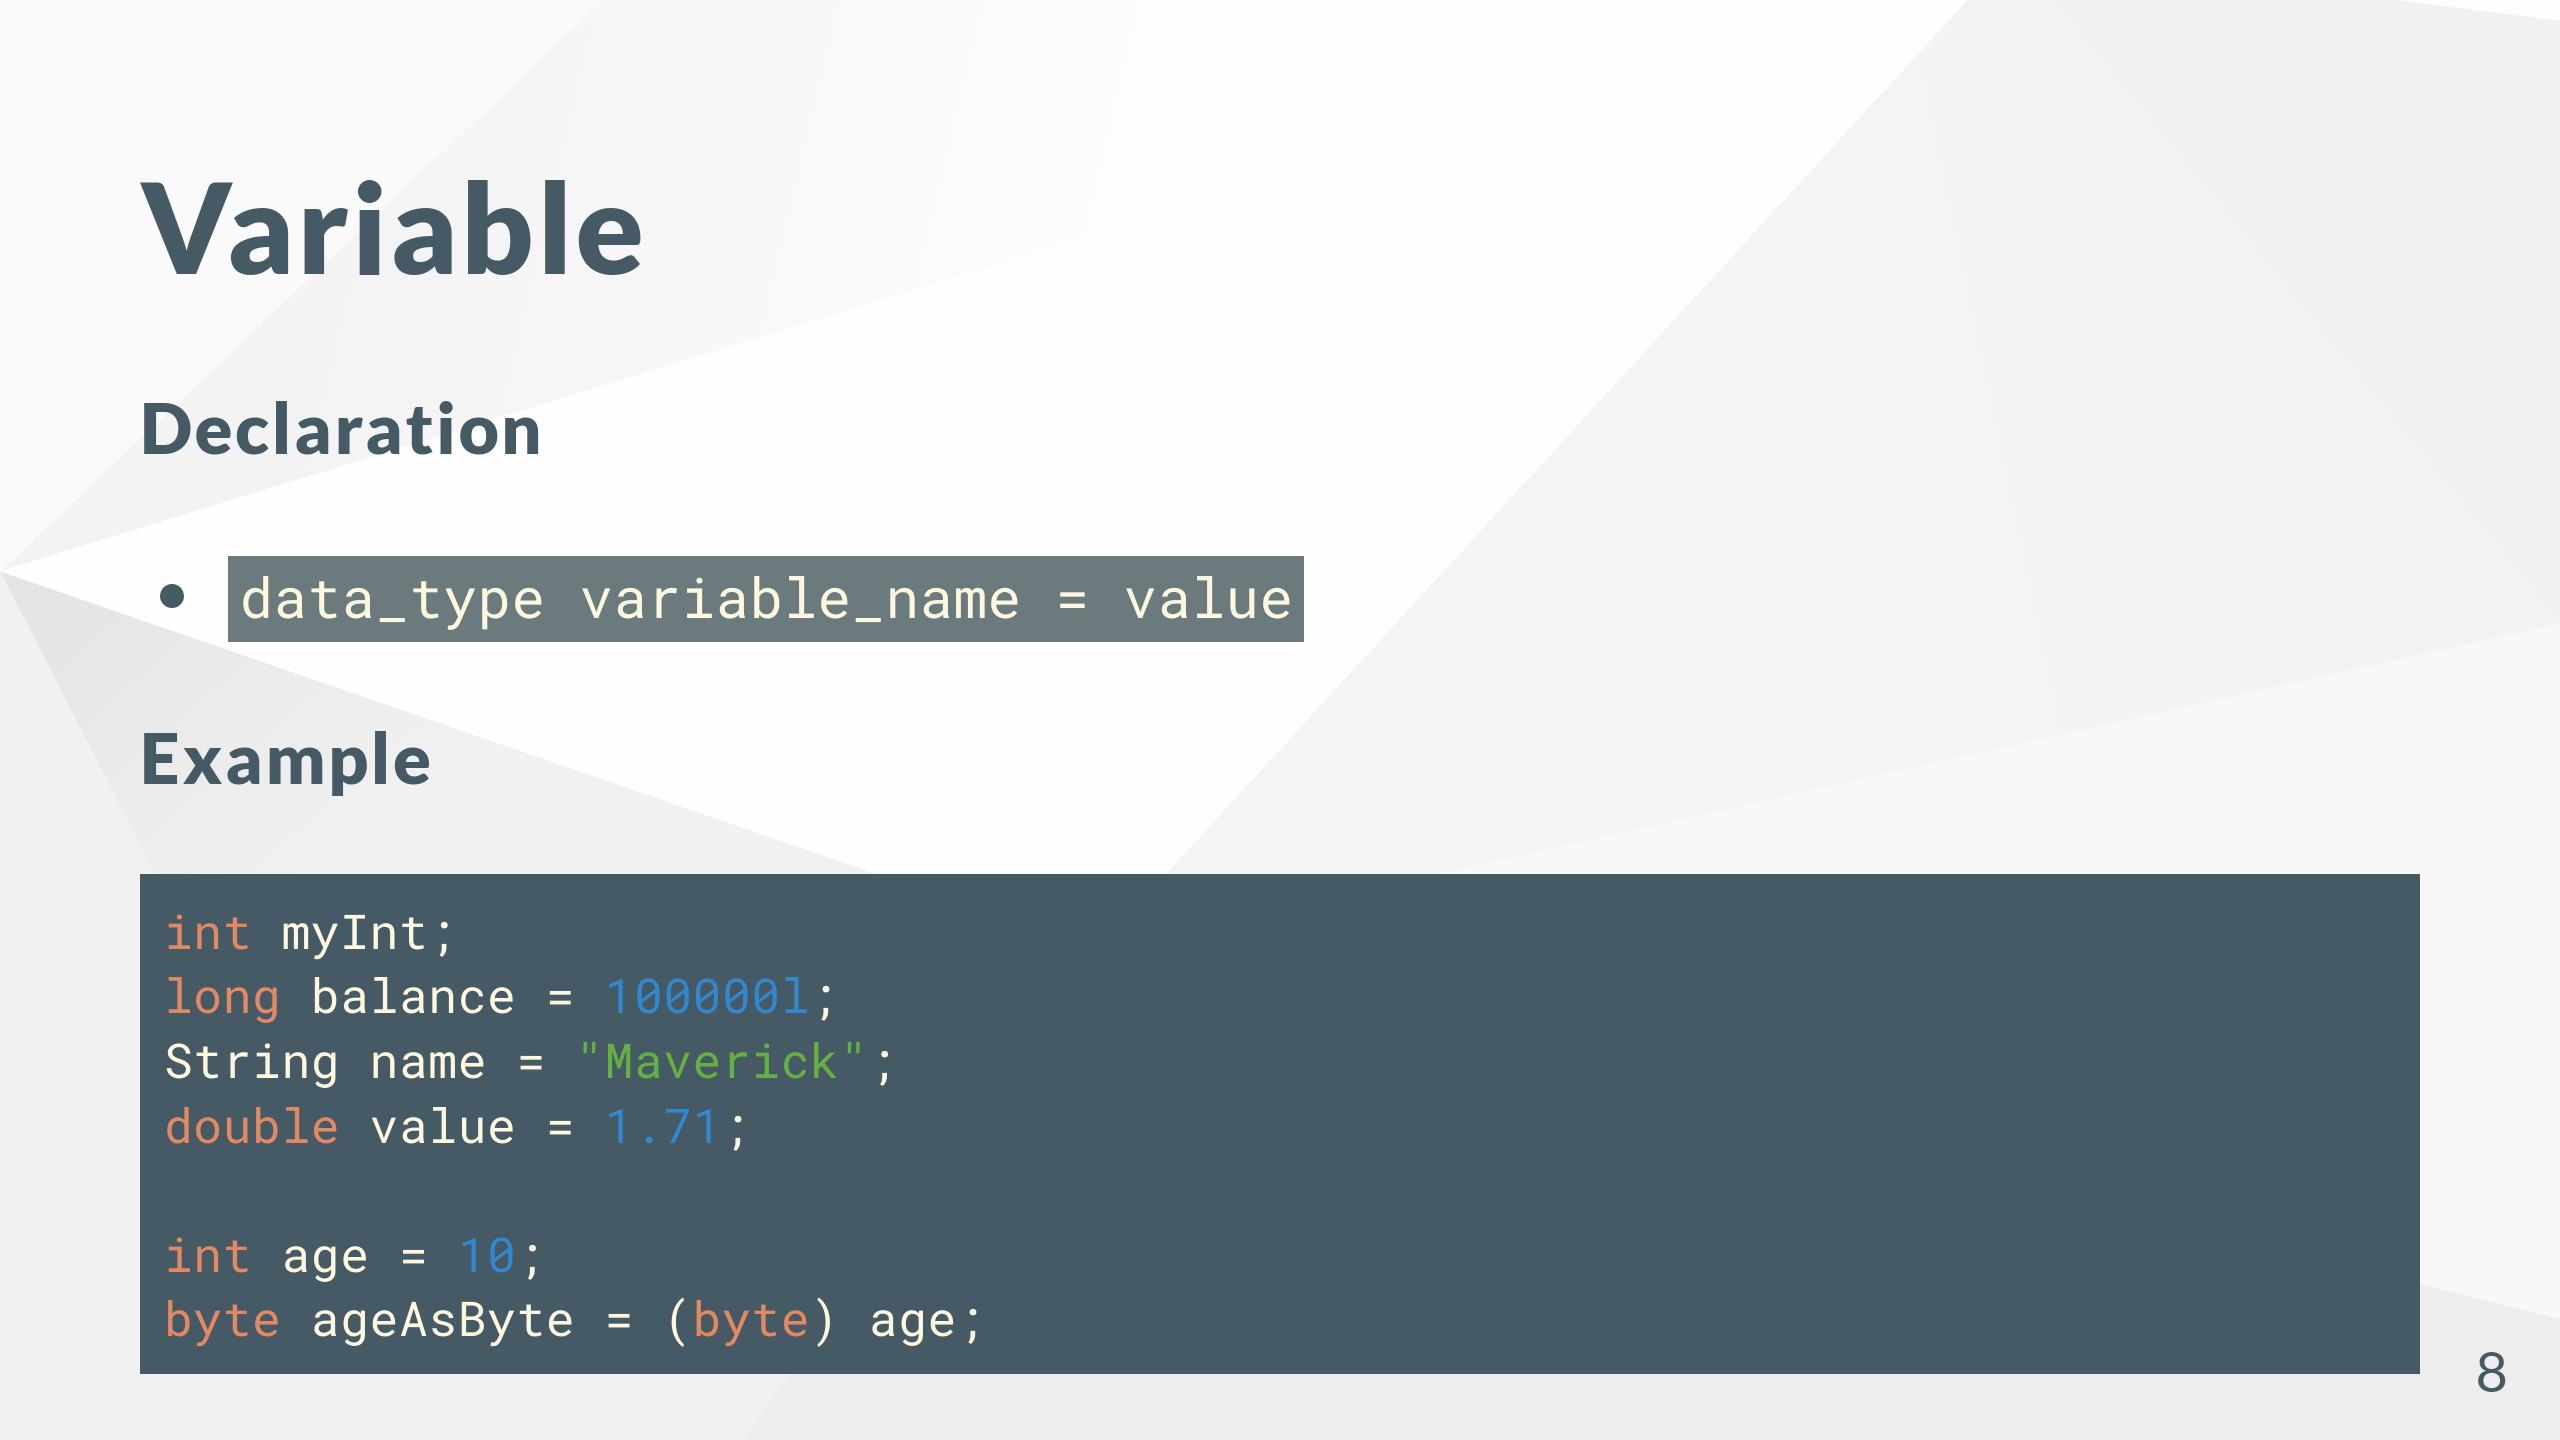 Variable
Declaration
• data_type variable_name = value
Example
int myInt;
long balance = 100000l;
String name = "Maverick";
double value = 1.71;
int age = 10;
byte ageAsByte = (byte) age;
8